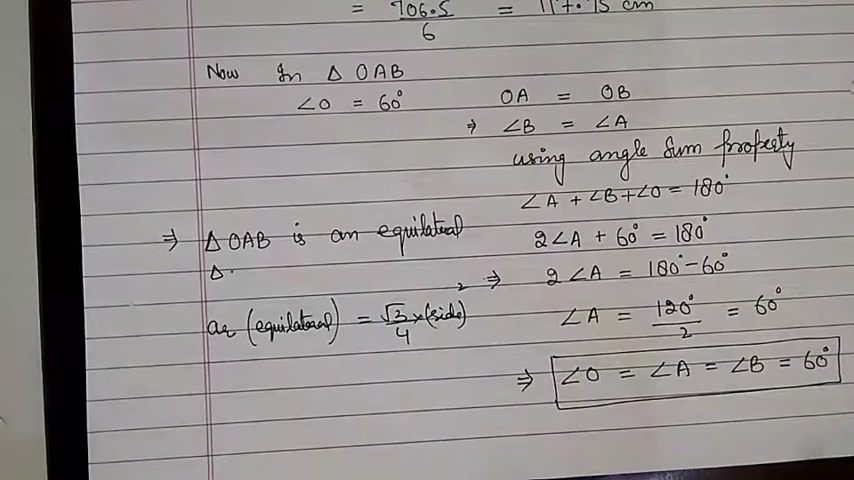 = 706.5 / 6 = 117.75 cm
Now In Δ OAB
∠O = 60°
OA = OB
⇒ ∠B = ∠A
using angle sum property
∠A + ∠B + ∠O = 180°
⇒ Δ OAB is an equilateral
Δ.
2∠A + 60° = 180°
⇒ 2∠A = 180° - 60°
ar (equilateral) = √3/4 × (side)²
∠A = 120°/2 = 60°
⇒ ∠O = ∠A = ∠B = 60°